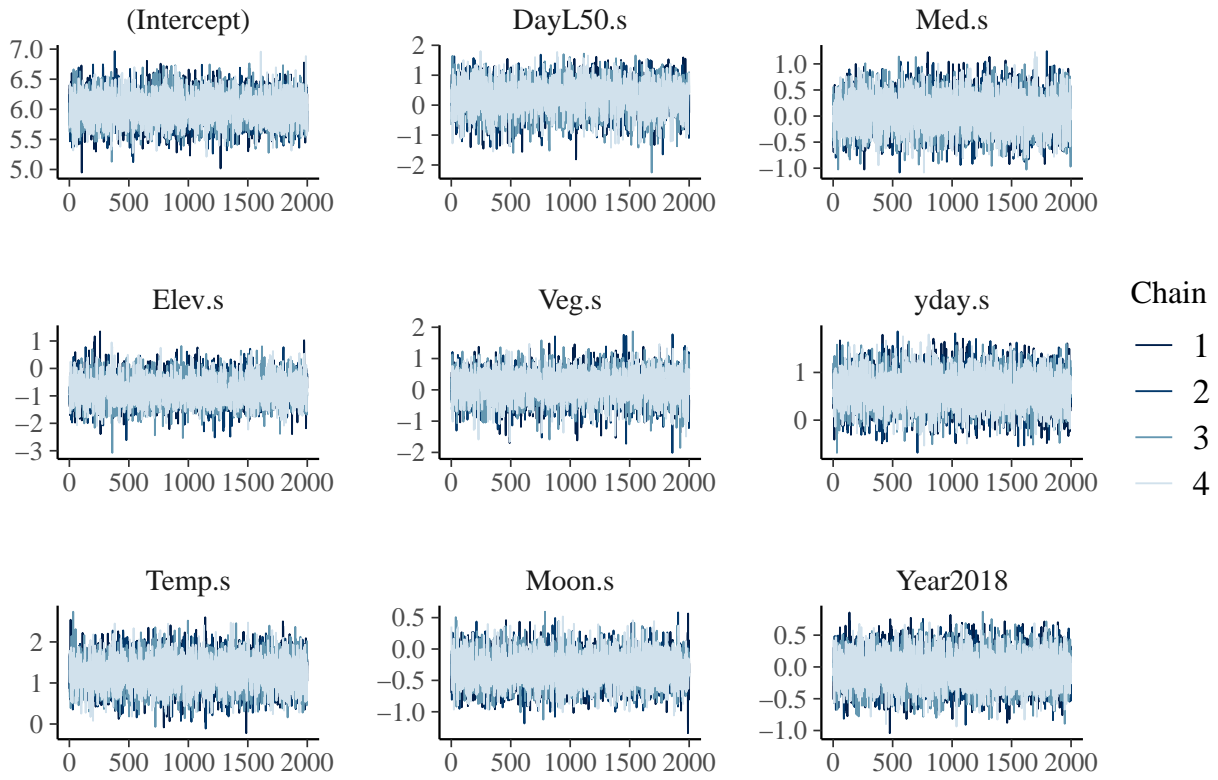 (Intercept) DayL50.s Med.s
7.0 2
6.5 1 1.0
6.0 0 0.5
5.5 −1 0.0
5.0 −2 −0.5
−1.0
0 500 1000 1500 2000 0 500 1000 1500 2000 0 500 1000 1500 2000
Elev.s Veg.s yday.s
1 2
0 1 1
−1 0 0
−2 −1
−3 −2
0 500 1000 1500 2000 0 500 1000 1500 2000 0 500 1000 1500 2000
Temp.s Moon.s Year2018
2 0.5 0.5
1 0.0 0.0
0 −0.5 −0.5
−1.0 −1.0
0 500 1000 1500 2000 0 500 1000 1500 2000 0 500 1000 1500 2000
Chain
1
2
3
4